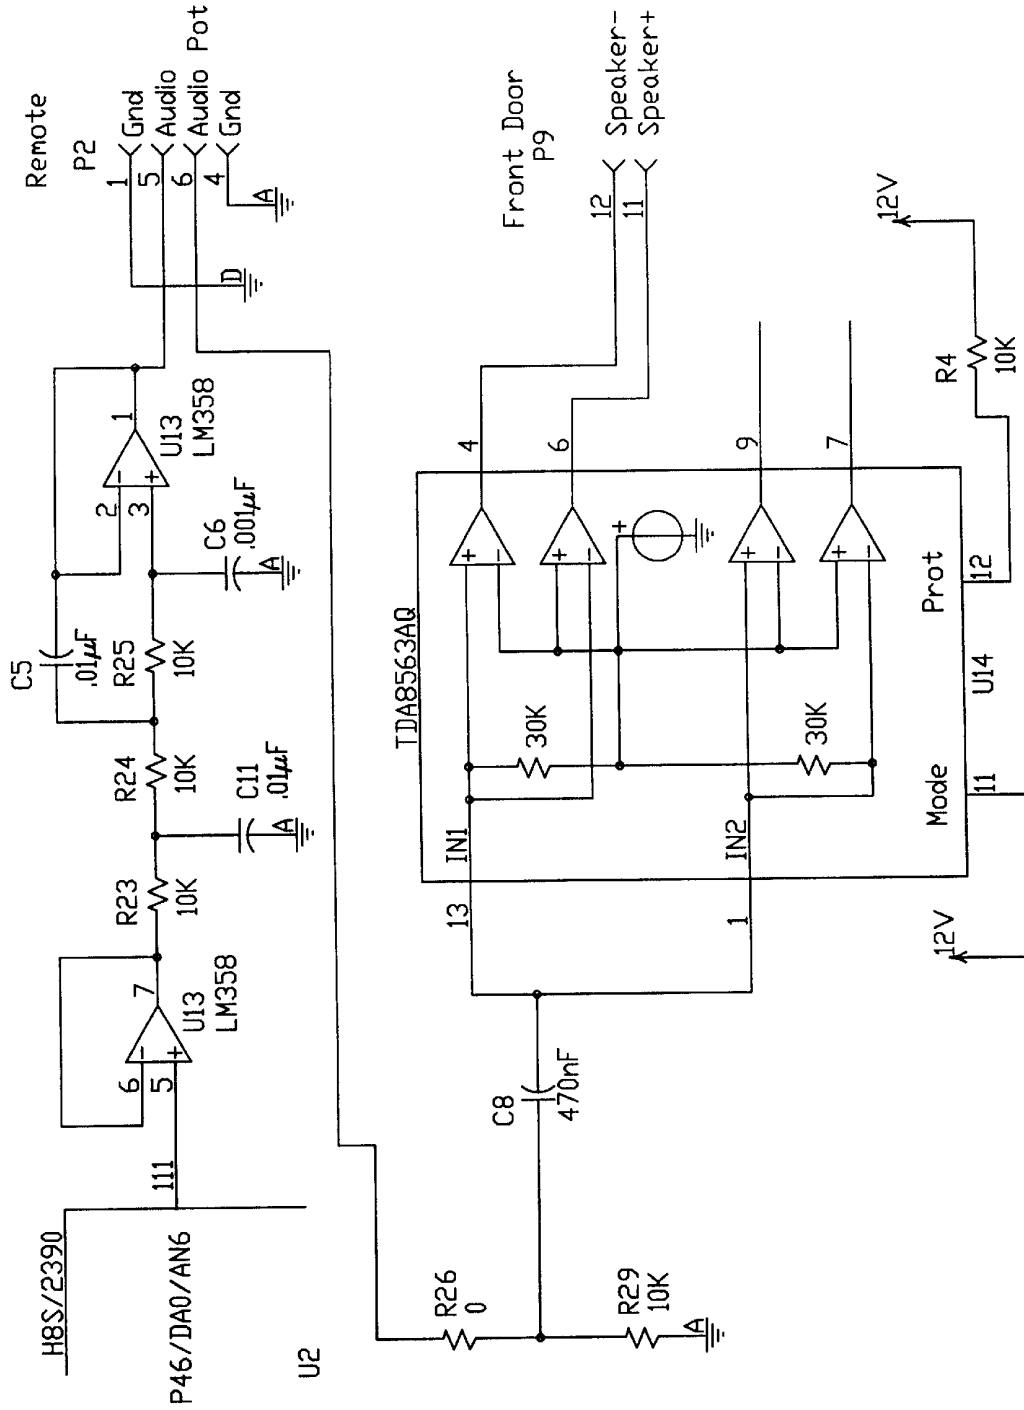 H8S/2390
P46/DA0/AN6
U2
111
6
5
-
+
7
U13
LM358
R23
10K
C11
.01µF
A
R24
10K
C5
.01µF
R25
10K
C6
.001µF
A
2
3
-
+
1
U13
LM358
Remote
P2
1
Gnd
5
Audio
6
Audio Pot
4
Gnd
D
A
R26
0
R29
10K
A
C8
470nF
13
1
TDA8563AQ
IN1
IN2
30K
30K
+
-
+
-
+
+
-
+
-
4
6
9
7
Mode
11
Prot
12
U14
12V
R4
10K
12V
Front Door
P9
12
Speaker-
11
Speaker+